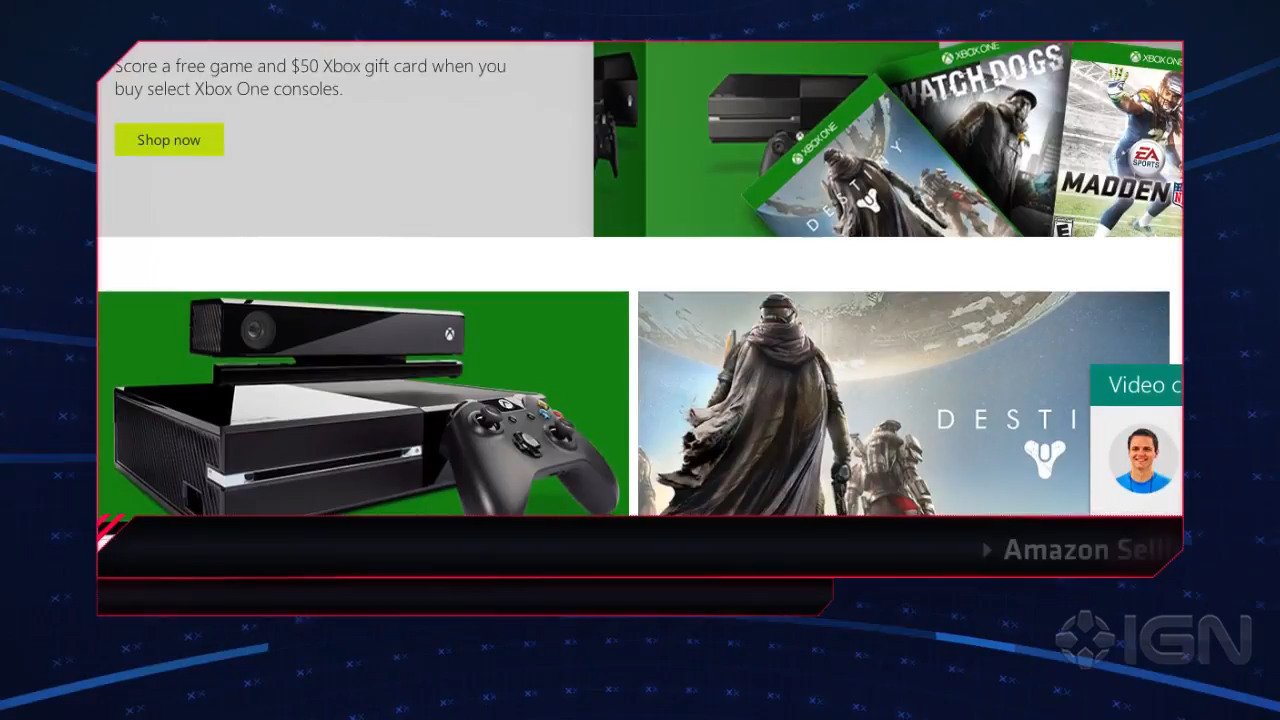 Score a free game and $50 Xbox gift card when you
buy select Xbox One consoles.
Shop now
XBOX ONE
WATCH DOGS
XBOX ONE
XBOX ONE
DESTINY
EA
SPORTS
MADDEN
E
DESTI
Video c
Amazon Sell
IGN